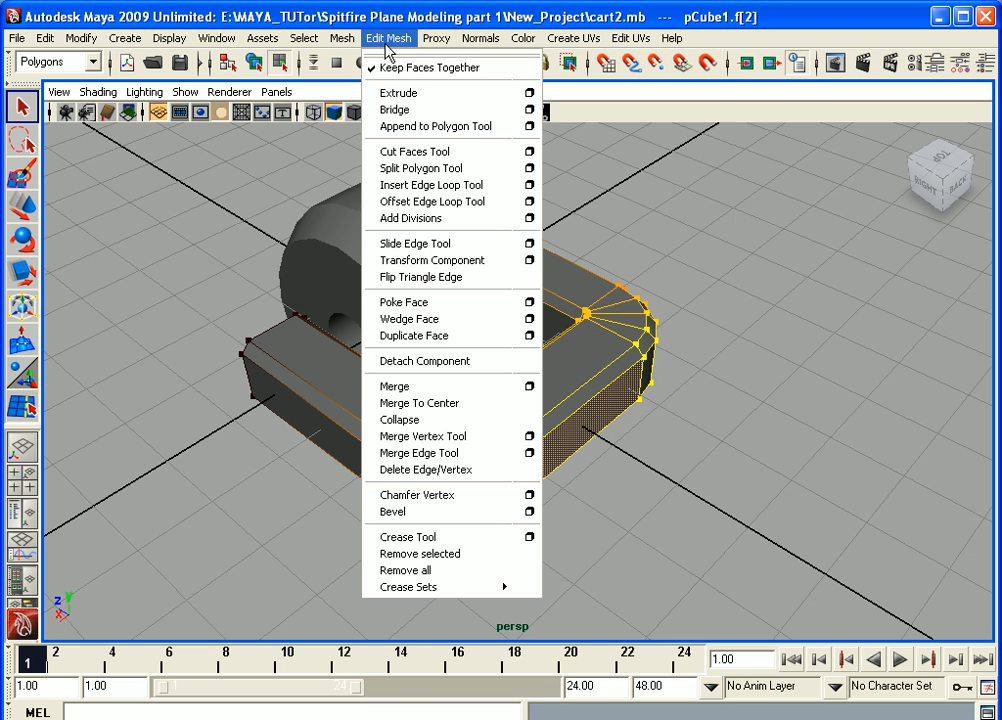 Autodesk Maya 2009 Unlimited: E:\MAYA_TUTor\Spitfire Plane Modeling part 1\New_Project\cart2.mb --- pCube1.f[2]
File Edit Modify Create Display Window Assets Select Mesh Edit Mesh Proxy Normals Color Create UVs Edit UVs Help
Polygons
View Shading Lighting Show Renderer Panels
Keep Faces Together
Extrude
Bridge
Append to Polygon Tool
Cut Faces Tool
Split Polygon Tool
Insert Edge Loop Tool
Offset Edge Loop Tool
Add Divisions
Slide Edge Tool
Transform Component
Flip Triangle Edge
Poke Face
Wedge Face
Duplicate Face
Detach Component
Merge
Merge To Center
Collapse
Merge Vertex Tool
Merge Edge Tool
Delete Edge/Vertex
Chamfer Vertex
Bevel
Crease Tool
Remove selected
Remove all
Crease Sets
TOP
RIGHT BACK
z Y
X
persp
1 2 4 6 8 10 12 14 16 18 20 22 24 1.00
1.00 1.00 1 24 24.00 48.00 No Anim Layer No Character Set
MEL